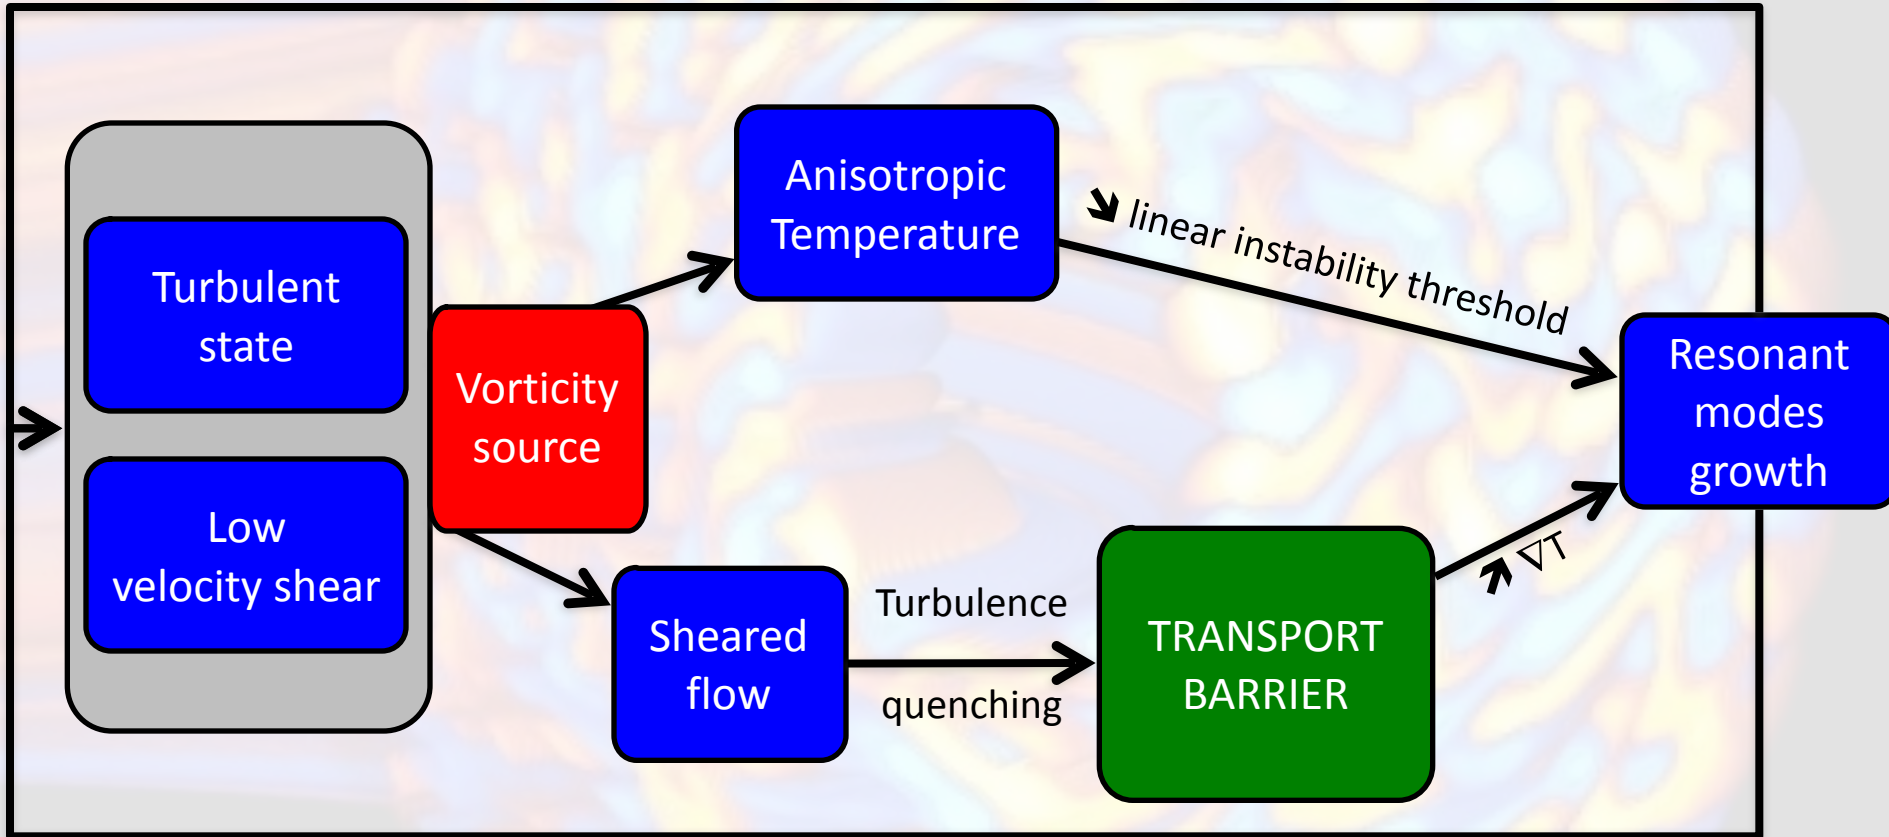 Turbulent
state
Low
velocity shear
Vorticity
source
Anisotropic
Temperature
➘ linear instability threshold
Sheared
flow
Turbulence
quenching
TRANSPORT
BARRIER
➚ ∇T
Resonant
modes
growth